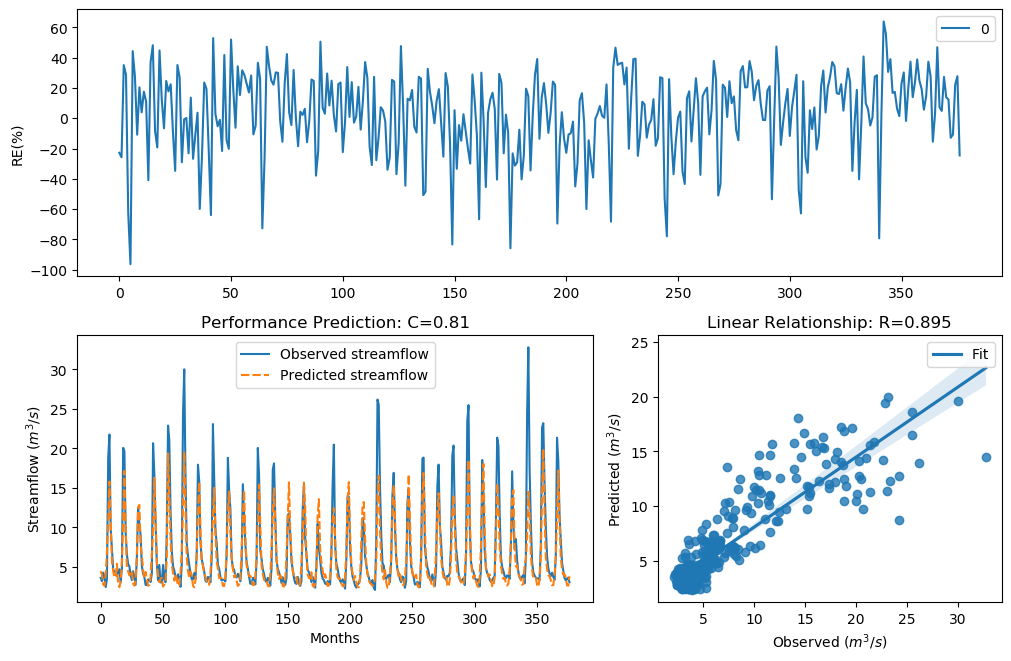 60
40
20
0
−20
−40
−60
−80
−100
RE(%)
0
0 50 100 150 200 250 300 350
Performance Prediction: C=0.81
Observed streamflow
Predicted streamflow
30
25
20
15
10
5
Streamflow (m³/s)
0 50 100 150 200 250 300 350
Months
Linear Relationship: R=0.895
Fit
25
20
15
10
5
Predicted (m³/s)
5 10 15 20 25 30
Observed (m³/s)